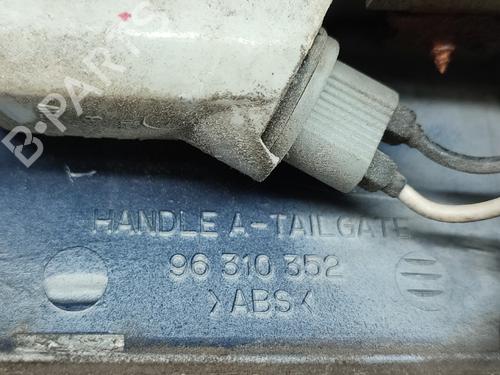 B-PARTS
HANDLE A-TAILGATE
96 310 352
>ABS<